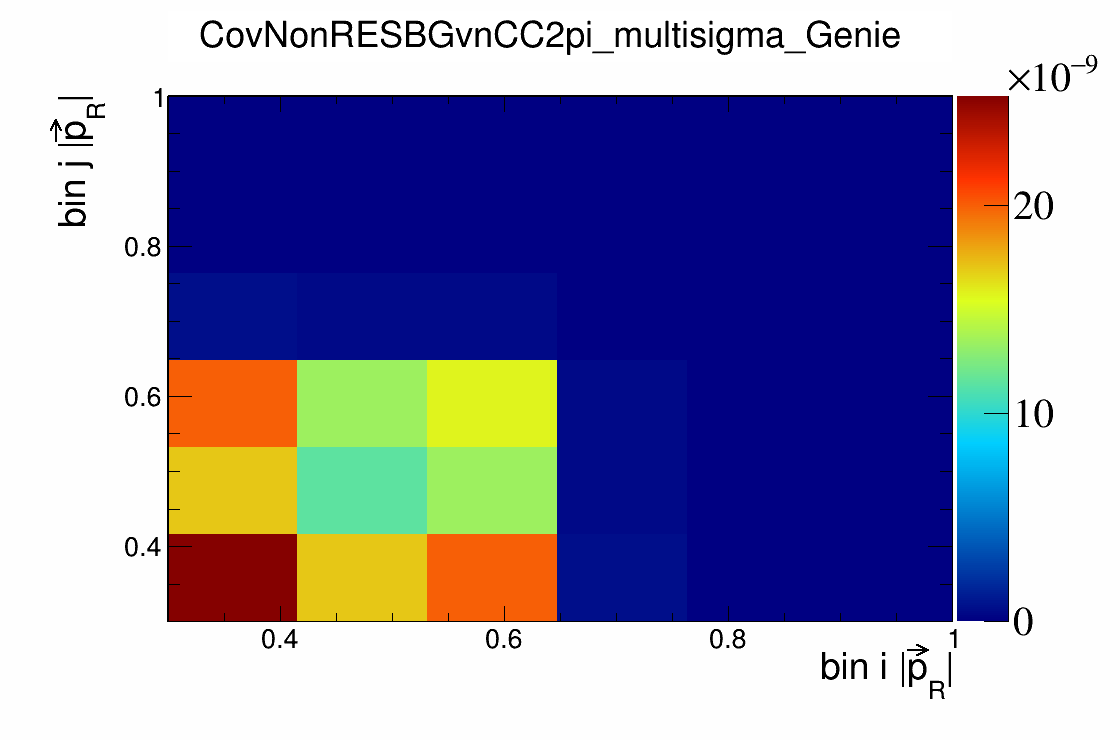 CovNonRESBGvnCC2pi_multisigma_Genie
×10⁻⁹
bin j |p⃗_R|
1
0.8
0.6
0.4
20
10
0
0.4 0.6 0.8 1
bin i |p⃗_R|